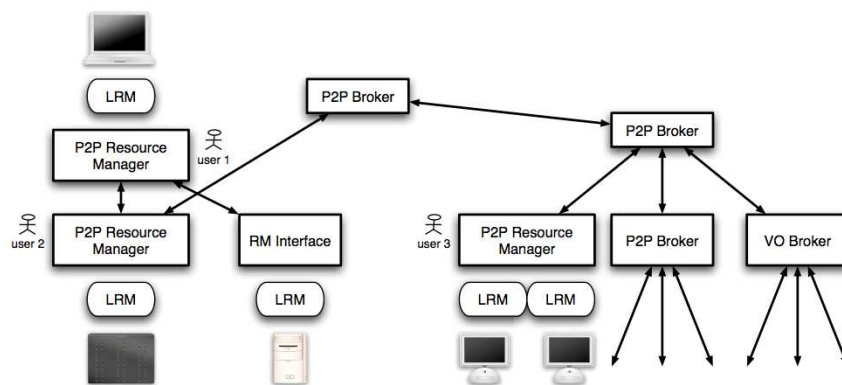 LRM
P2P Resource
Manager
user 1
P2P Broker
P2P Broker
user 2
P2P Resource
Manager
RM Interface
user 3
P2P Resource
Manager
P2P Broker
VO Broker
LRM
LRM
LRM
LRM